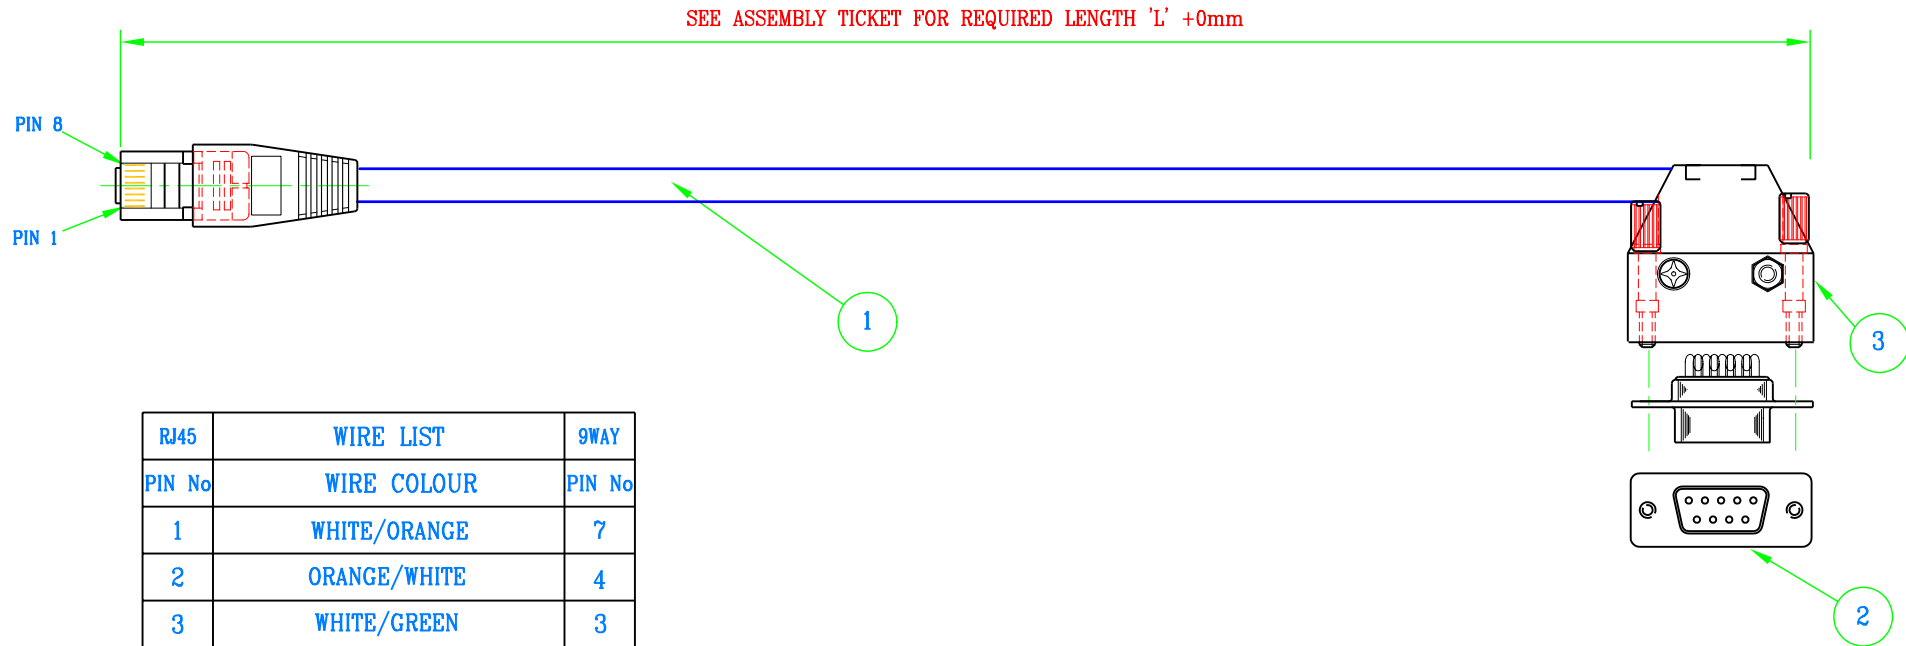 SEE ASSEMBLY TICKET FOR REQUIRED LENGTH 'L' +0mm
PIN 8
PIN 1
1
3
2
RJ45 WIRE LIST 9WAY
PIN No WIRE COLOUR PIN No
1 WHITE/ORANGE 7
2 ORANGE/WHITE 4
3 WHITE/GREEN 3